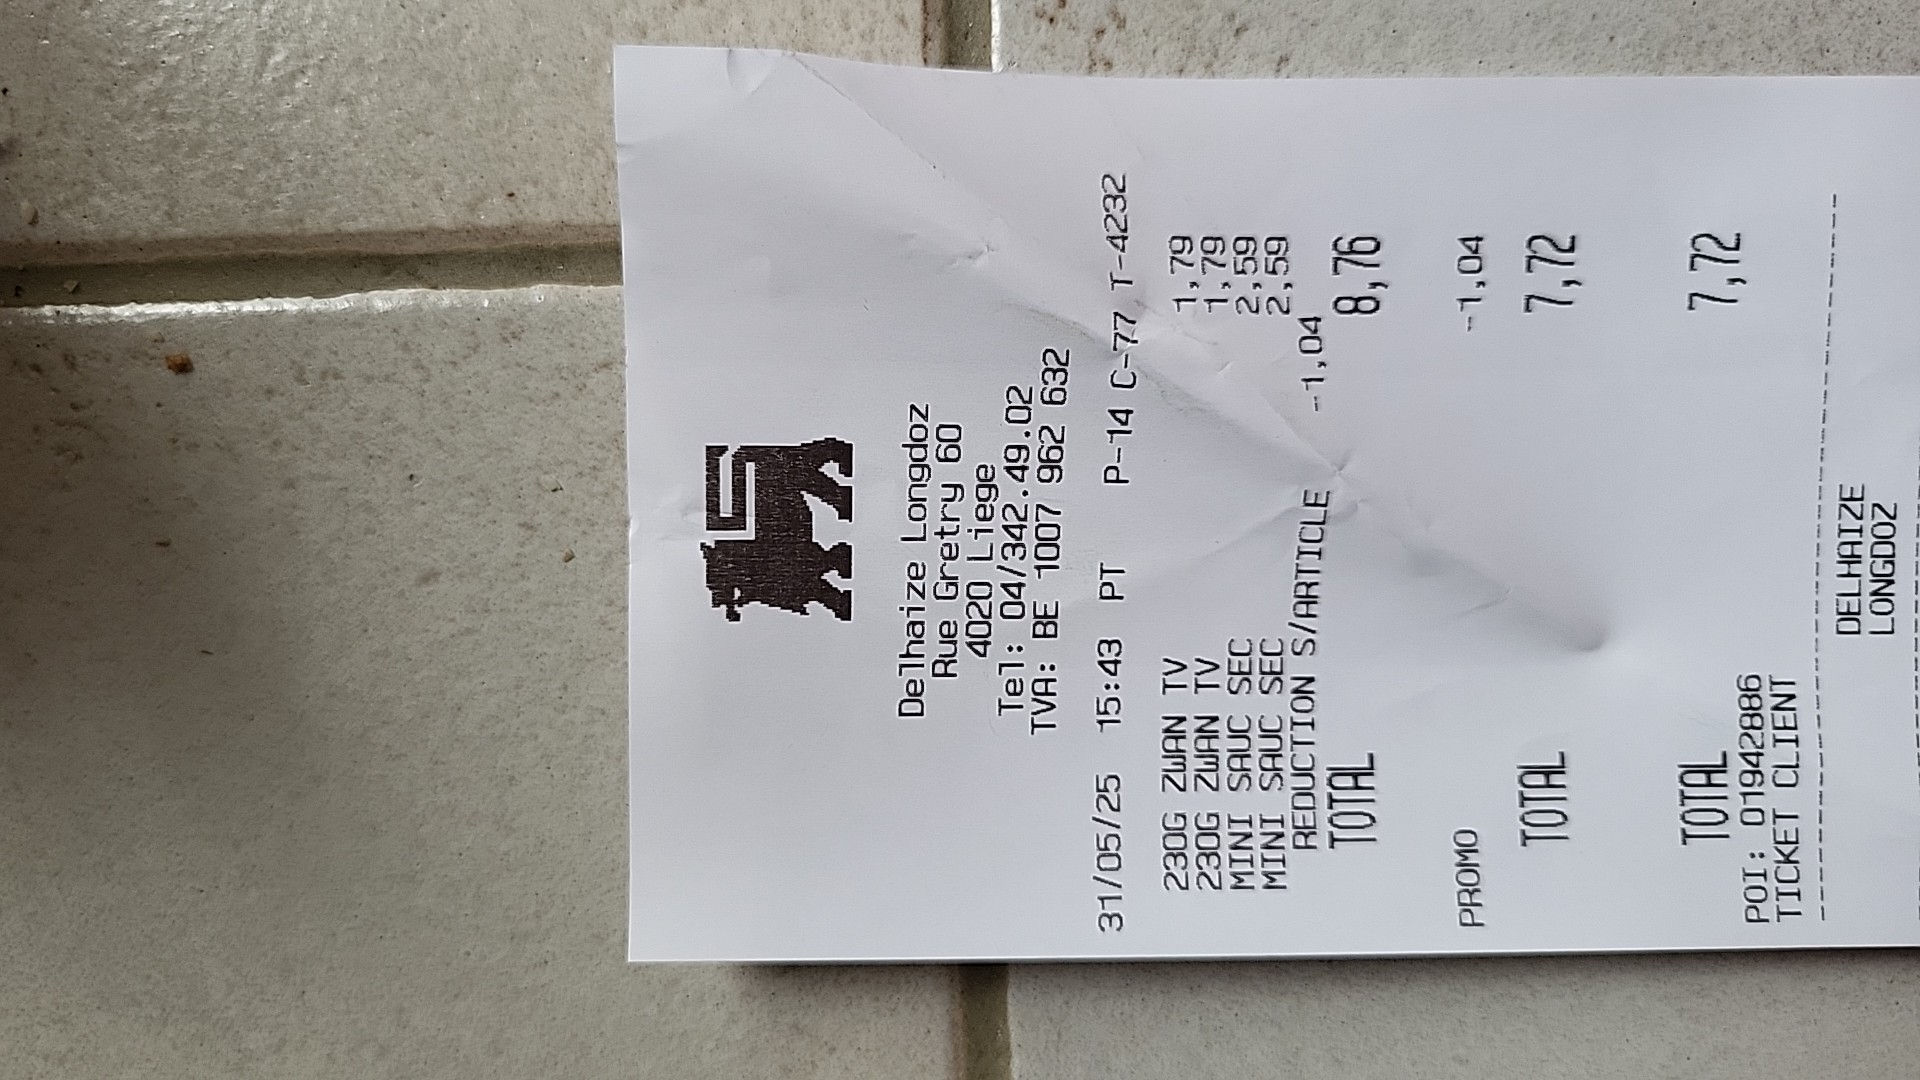 Delhaize Longdoz
Rue Gretry 60
4020 Liege
Tel: 04/342.49.02
TVA: BE 1007 962 632
31/05/25 15:43 PT P-14 C-77 T-4232
230G ZWAN TV 1,79
230G ZWAN TV 1,79
MINI SAUC SEC 2,59
MINI SAUC SEC 2,59
REDUCTION S/ARTICLE -1,04
TOTAL 8,76
PROMO -1,04
TOTAL 7,72
TOTAL 7,72
POI: 01942886
TICKET CLIENT
DELHAIZE
LONGDOZ